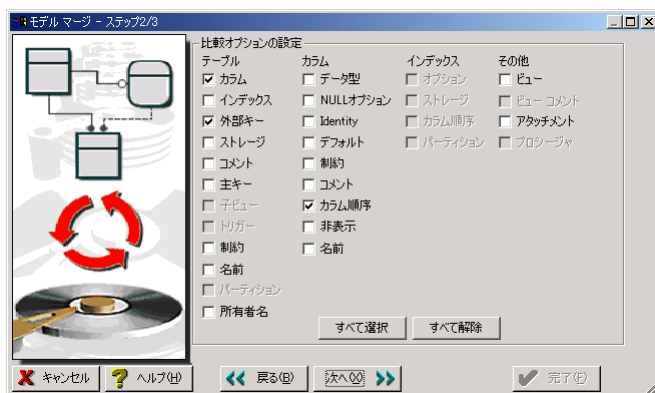 モデル マージ - ステップ2/3
比較オプションの設定
テーブル カラム インデックス その他
カラム データ型 オプション ビュー
インデックス NULLオプション ストレージ ビュー コメント
外部キー Identity カラム順序 アタッチメント
ストレージ デフォルト パーティション プロシージャ
コメント 制約
主キー コメント
子ビュー カラム順序
トリガー 非表示
制約 名前
名前
パーティション
所有者名
すべて選択 すべて解除
キャンセル ヘルプ(H) 戻る(B) 次へ(X) 完了(F)